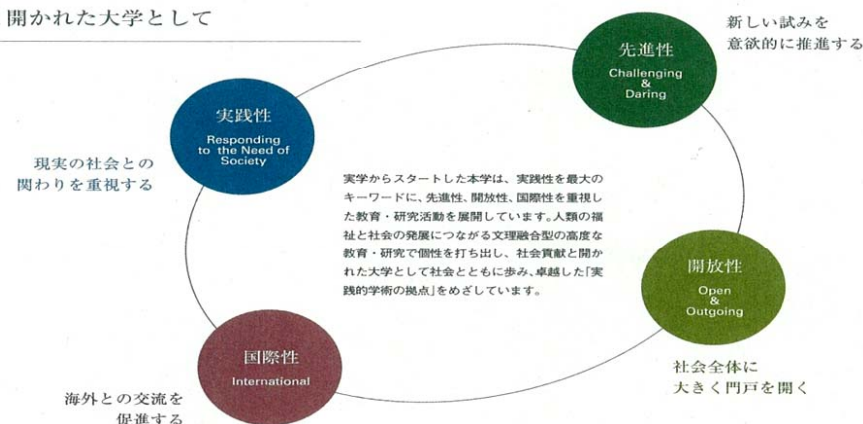 開かれた大学として
先進性
Challenging
&
Daring
新しい試みを
意欲的に推進する
実践性
Responding
to the Need of
Society
現実の社会との
関わりを重視する
実学からスタートした本学は、実践性を最大の
キーワードに、先進性、開放性、国際性を重視し
た教育・研究活動を展開しています。人類の福
祉と社会の発展につながる文理融合型の高度な
教育・研究で個性を打ち出し、社会貢献と開か
れた大学として社会とともに歩み、卓越した「実
践的学術の拠点」をめざしています。
開放性
Open
&
Outgoing
社会全体に
大きく門戸を開く
国際性
International
海外との交流を
促進する